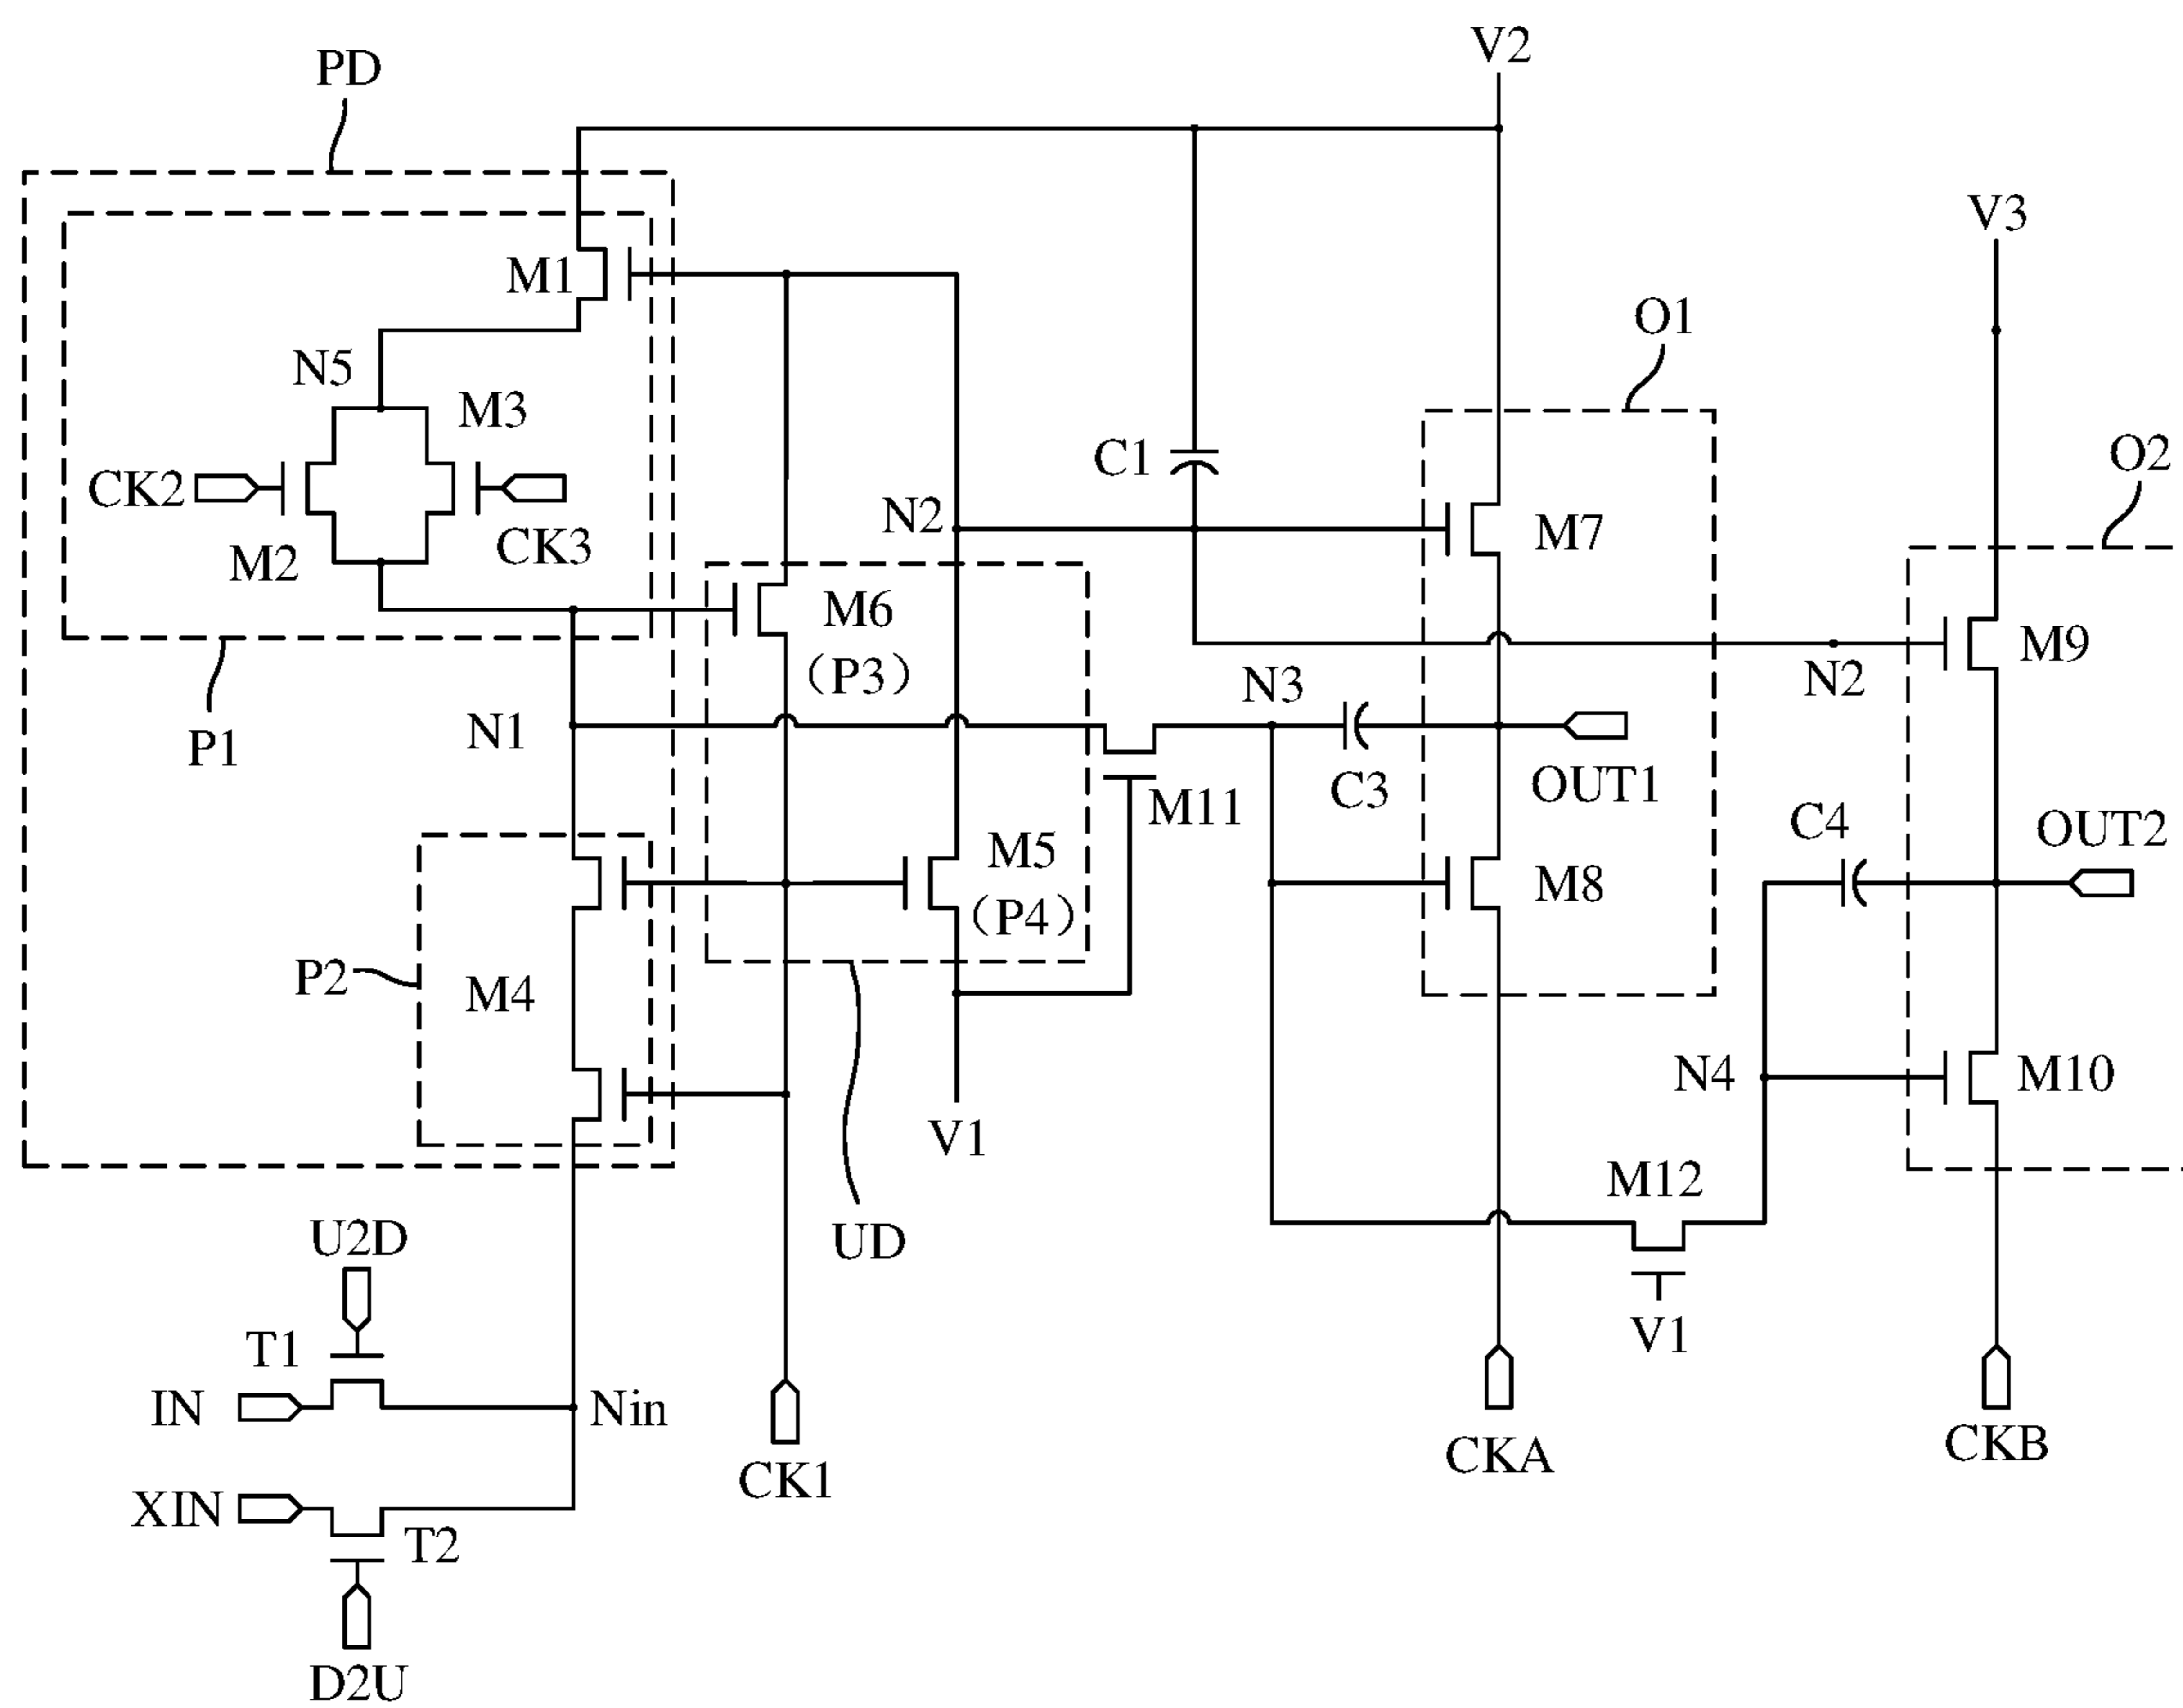 V2
PD
V3
M1
O1
N5
M3
O2
C1
CK2
N2
M7
CK3
M2
M6
(P3)
M9
N2
N3
N1
P1
OUT1
C3
M11
C4
OUT2
M5
(P4)
M8
P2
M4
N4
M10
V1
M12
U2D
UD
T1
V1
IN
Nin
CKA
CKB
CK1
XIN
T2
D2U